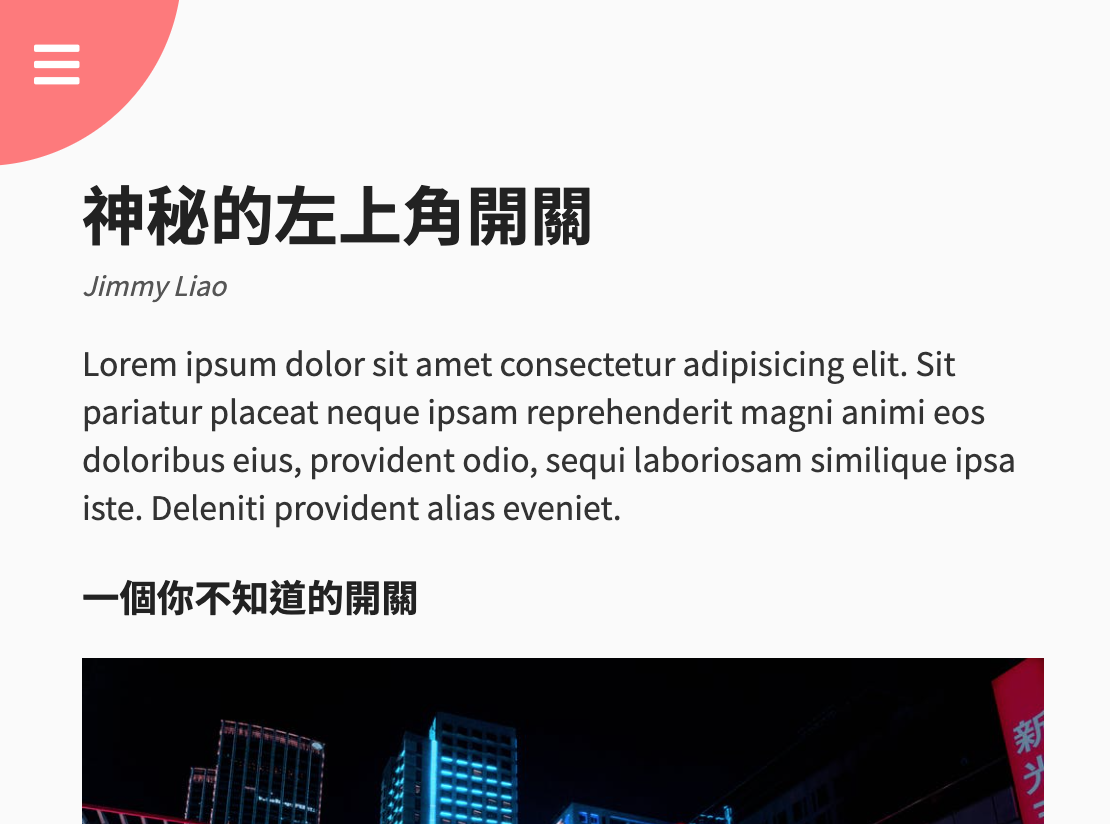 神秘的左上角開關
Jimmy Liao
Lorem ipsum dolor sit amet consectetur adipisicing elit. Sit
pariatur placeat neque ipsam reprehenderit magni animi eos
doloribus eius, provident odio, sequi laboriosam similique ipsa
iste. Deleniti provident alias eveniet.
一個你不知道的開關
新
光